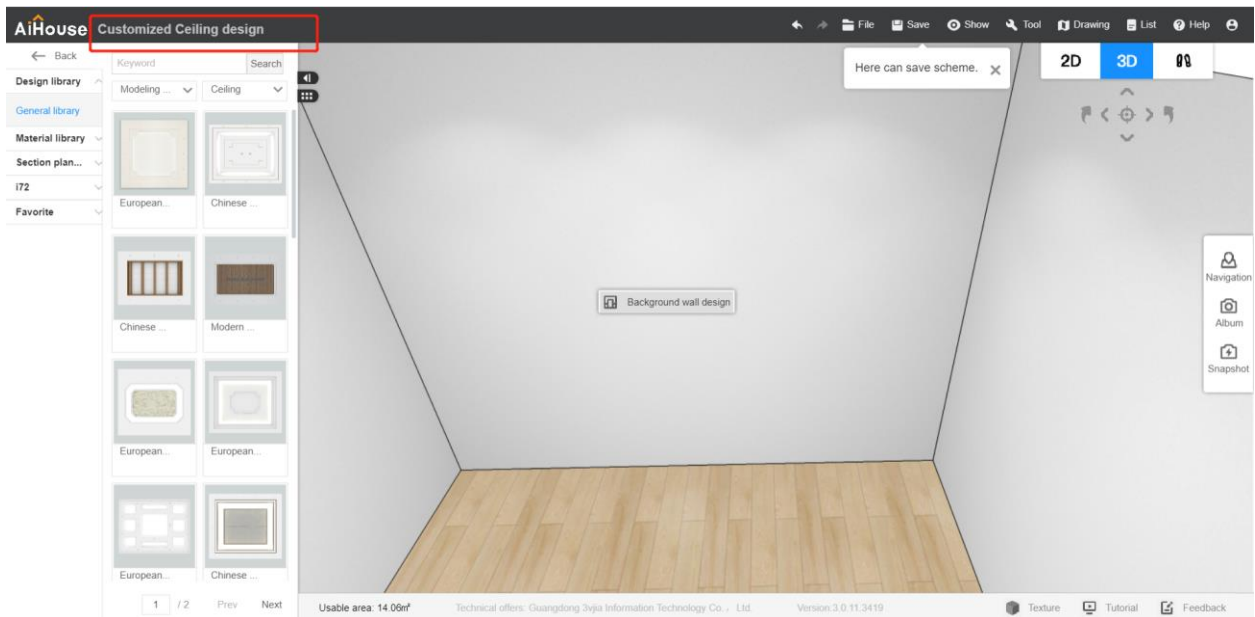 AiHouse Customized Ceiling design
File Save Show Tool Drawing List Help
Back
Design library
General library
Material library
Section plan...
i72
Favorite
Keyword Search
Modeling ... Ceiling
European... Chinese ...
Chinese ... Modern ...
European... European...
European... Chinese ...
1 / 2 Prev Next
Here can save scheme.
2D 3D
Background wall design
Navigation
Album
Snapshot
Usable area: 14.06m² Technical offers: Guangdong 3vjia Information Technology Co., Ltd. Version:3.0.11.3419 Texture Tutorial Feedback